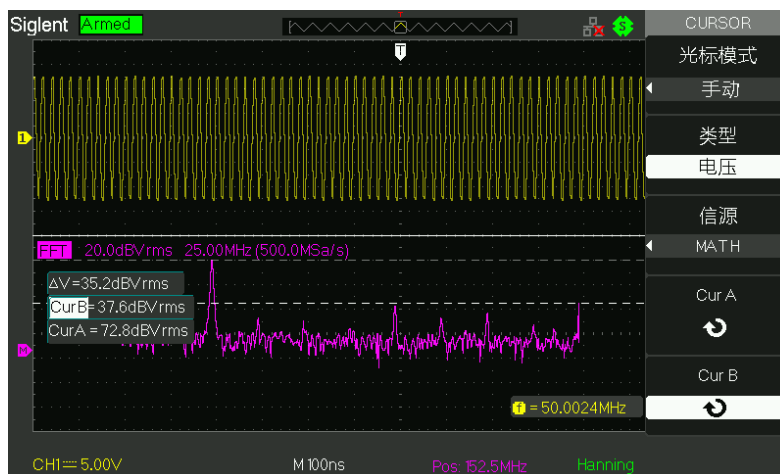 Siglent Armed
T
S
CURSOR
光标模式
手动
类型
电压
信源
MATH
Cur A
Cur B
1
FFT 20.0dBVrms 25.00MHz (500.0MSa/s)
ΔV=35.2dBVrms
CurB=37.6dBVrms
CurA =72.8dBVrms
M
f = 50.0024MHz
CH1 5.00V M 100ns Pos: 152.5MHz Hanning